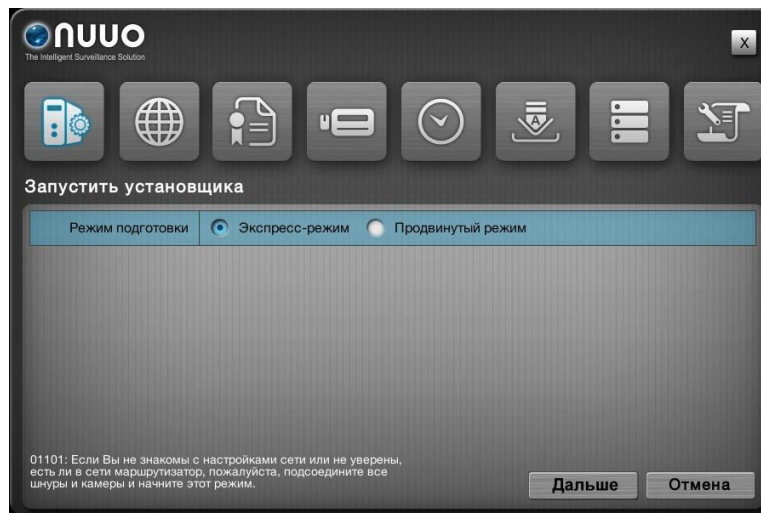 NUUO
The Intelligent Surveillance Solution
X
A
Запустить установщика
Режим подготовки Экспресс-режим Продвинутый режим
01101: Если Вы не знакомы с настройками сети или не уверены,
есть ли в сети маршрутизатор, пожалуйста, подсоедините все
шнуры и камеры и начните этот режим.
Дальше Отмена